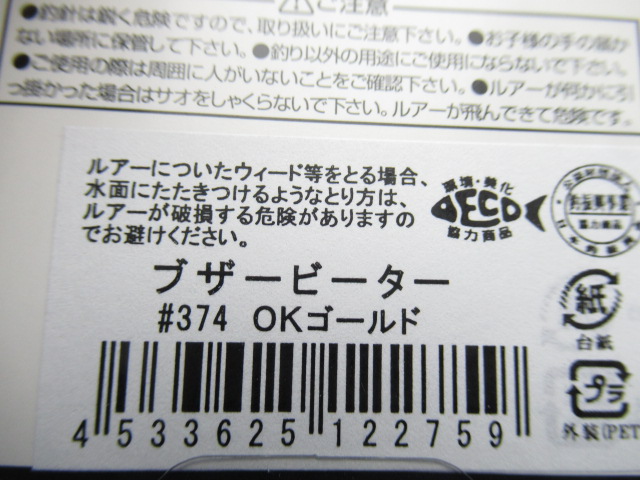 ご注意
●釣針は鋭く危険ですので、取り扱いにご注意下さい。●お子様の手の届か
ない場所に保管して下さい。●釣り以外の用途にご使用にならないで下さい。
●ご使用の際は周囲に人がいないことをご確認下さい。●ルアーが何かに引
っ掛かった場合はサオをしゃくらないで下さい。ルアーが飛んできて危険です。
ルアーについたウィード等をとる場合、
水面にたたきつけるようなとり方は、
ルアーが破損する危険がありますの
でお避けください。
環境・美化
ECO
協力商品
協力商品
ブザービーター
#374 OKゴールド
4 533625 122759
紙
台紙
プラ
外装(PET